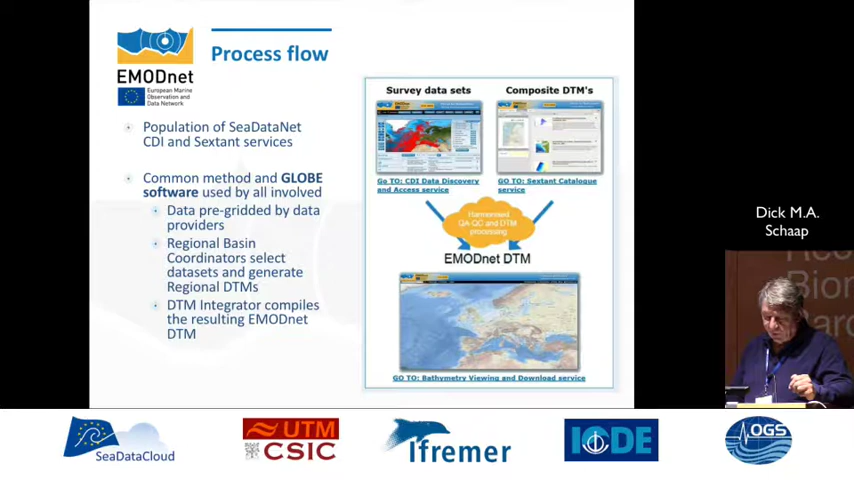 Process flow
EMODnet
European Marine
Observation and
Data Network
Population of SeaDataNet
CDI and Sextant services
Common method and GLOBE
software used by all involved
Data pre-gridded by data
providers
Regional Basin
Coordinators select
datasets and generate
Regional DTMs
DTM Integrator compiles
the resulting EMODnet
DTM
Survey data sets
Composite DTM's
Go TO: CDI Data Discovery
and Access service
GO TO: Sextant Catalogue
service
Harmonised
QA-QC and DTM
processing
EMODnet DTM
GO TO: Bathymetry Viewing and Download service
Dick M.A.
Schaap
SeaDataCloud
UTM
CSIC
Ifremer
IODE
OGS